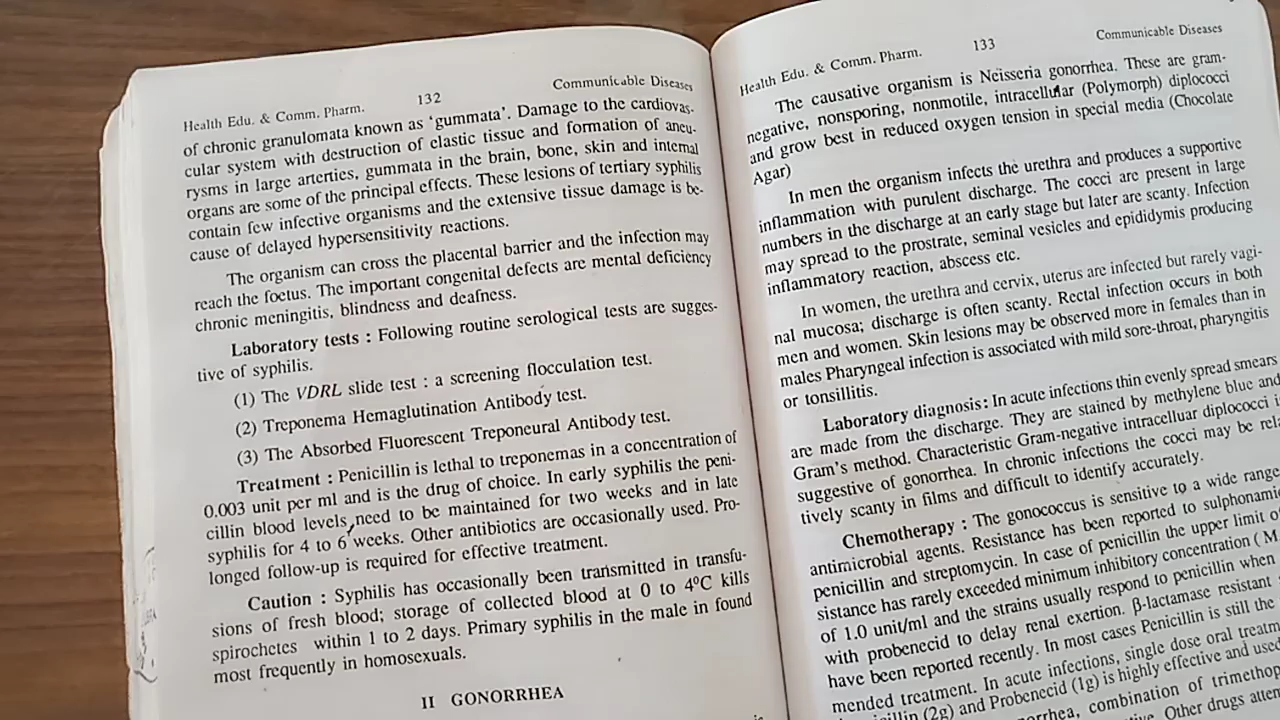 Health Edu. & Comm. Pharm. 132 Communicable Diseases
of chronic granulomata known as ‘gummata’. Damage to the cardiovas-
cular system with destruction of elastic tissue and formation of aneu-
rysms in large arterties, gummata in the brain, bone, skin and internal
organs are some of the principal effects. These lesions of tertiary syphilis
contain few infective organisms and the extensive tissue damage is be-
cause of delayed hypersensitivity reactions.
The organism can cross the placental barrier and the infection may
reach the foetus. The important congenital defects are mental deficiency
chronic meningitis, blindness and deafness.
Laboratory tests : Following routine serological tests are sugges-
tive of syphilis.
(1) The VDRL slide test : a screening flocculation test.
(2) Treponema Hemaglutination Antibody test.
(3) The Absorbed Fluorescent Treponeural Antibody test.
Treatment : Penicillin is lethal to treponemas in a concentration of
0.003 unit per ml and is the drug of choice. In early syphilis the peni-
cillin blood levels need to be maintained for two weeks and in late
syphilis for 4 to 6 weeks. Other antibiotics are occasionally used. Pro-
longed follow-up is required for effective treatment.
Caution : Syphilis has occasionally been transmitted in transfu-
sions of fresh blood; storage of collected blood at 0 to 4°C kills
spirochetes within 1 to 2 days. Primary syphilis in the male in found
most frequently in homosexuals.
II GONORRHEA
Health Edu. & Comm. Pharm. 133 Communicable Diseases
The causative organism is Neisseria gonorrhea. These are gram-
negative, nonsporing, nonmotile, intracellular (Polymorph) diplococci
and grow best in reduced oxygen tension in special media (Chocolate
Agar)
In men the organism infects the urethra and produces a supportive
inflammation with purulent discharge. The cocci are present in large
numbers in the discharge at an early stage but later are scanty. Infection
may spread to the prostrate, seminal vesicles and epididymis producing
inflammatory reaction, abscess etc.
In women, the urethra and cervix, uterus are infected but rarely vagi-
nal mucosa; discharge is often scanty. Rectal infection occurs in both
men and women. Skin lesions may be observed more in females than in
males Pharyngeal infection is associated with mild sore-throat, pharyngitis
or tonsillitis.
Laboratory diagnosis: In acute infections thin evenly spread smears
are made from the discharge. They are stained by methylene blue and
Gram's method. Characteristic Gram-negative intracelluar diplococci
suggestive of gonorrhea. In chronic infections the cocci may be rela
tively scanty in films and difficult to identify accurately.
Chemotherapy : The gonococcus is sensitive to a wide range
antimicrobial agents. Resistance has been reported to sulphonami
penicillin and streptomycin. In case of penicillin the upper limit of
sistance has rarely exceeded minimum inhibitory concentration ( M
of 1.0 unit/ml and the strains usually respond to penicillin when
with probenecid to delay renal exertion. β-lactamase resistant
have been reported recently. In most cases Penicillin is still the
mended treatment. In acute infections, single dose oral treatm
cillin (2g) and Probenecid (1g) is highly effective and used
orrhea, combination of trimethop
Other drugs